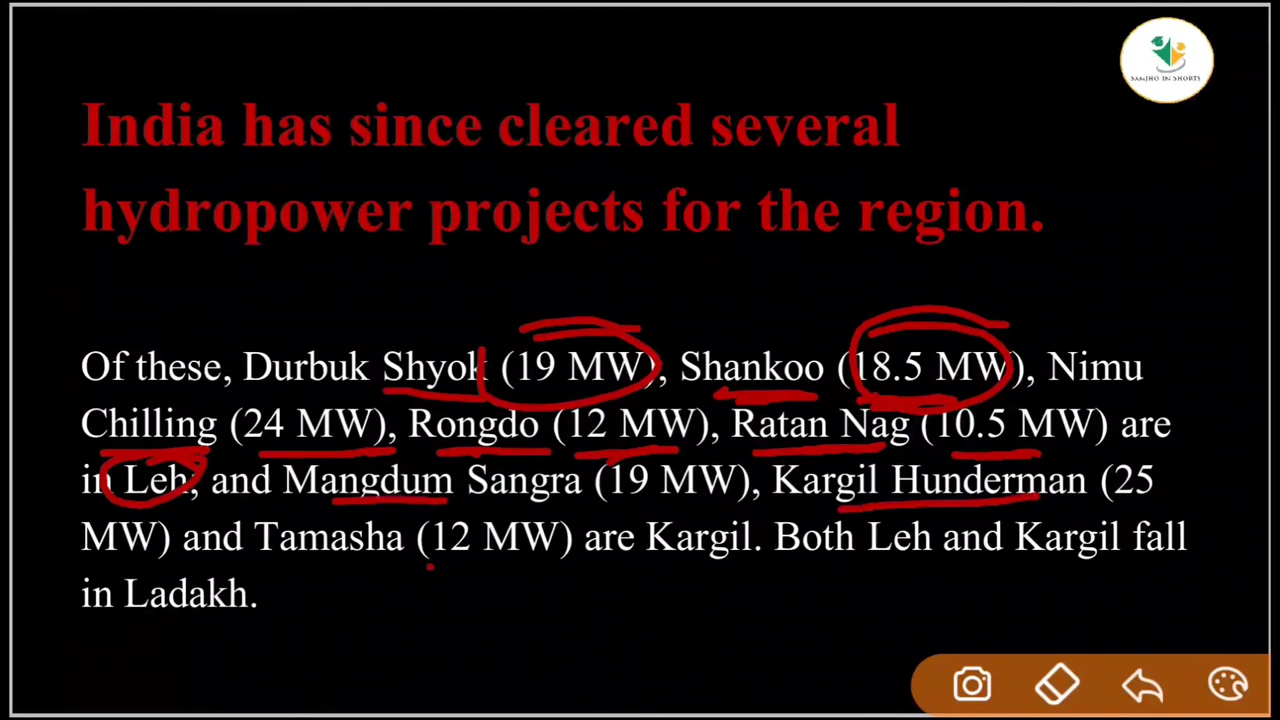 SAMJHO IN SHORTS
India has since cleared several
hydropower projects for the region.
Of these, Durbuk Shyok (19 MW), Shankoo (18.5 MW), Nimu
Chilling (24 MW), Rongdo (12 MW), Ratan Nag (10.5 MW) are
in Leh, and Mangdum Sangra (19 MW), Kargil Hunderman (25
MW) and Tamasha (12 MW) are Kargil. Both Leh and Kargil fall
in Ladakh.